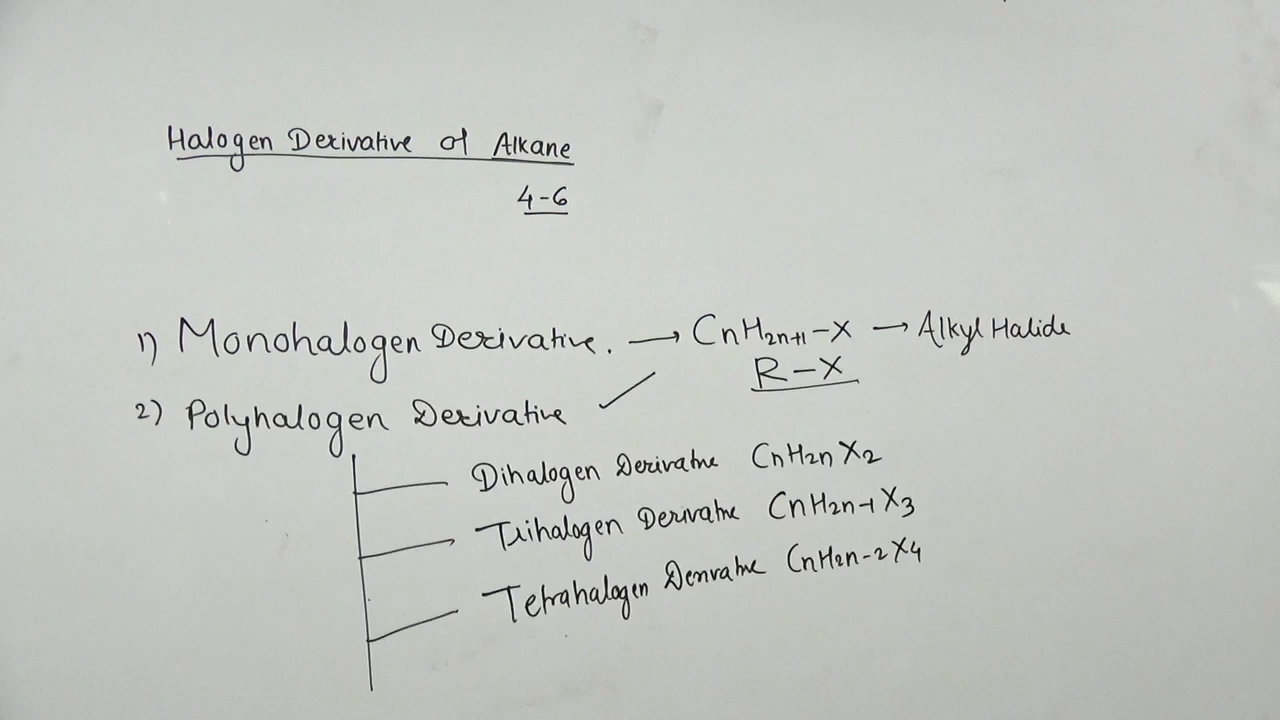 Halogen Derivative of Alkane
4-6
1) Monohalogen Derivative. → CnH2n+1-X → Alkyl Halide
R-X
2) Polyhalogen Derivative ✓
Dihalogen Derivative CnH2nX2
Trihalogen Derivative CnH2n-1X3
Tetrahalogen Derivative CnH2n-2X4